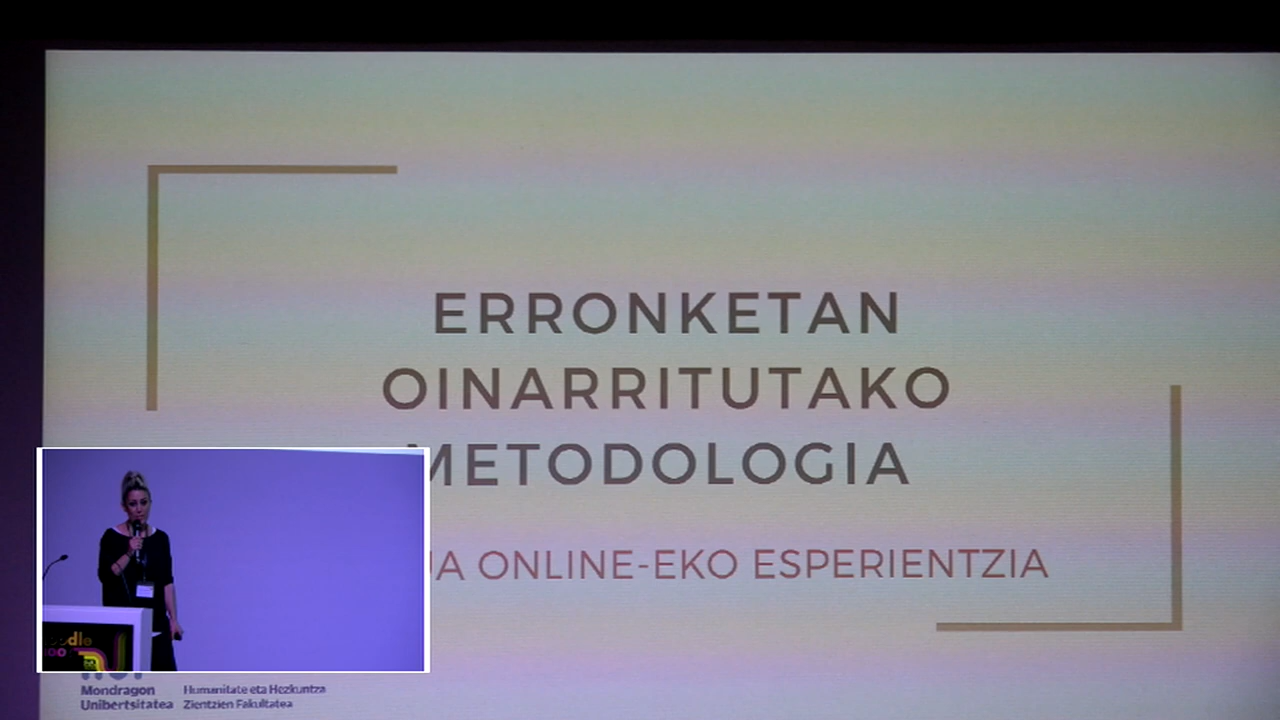 ERRONKETAN
OINARRITUTAKO
METODOLOGIA
ONLINE-EKO ESPERIENTZIA
Mondragon
Unibertsitatea
Humanitate eta Hezkuntza
Zientzien Fakultatea